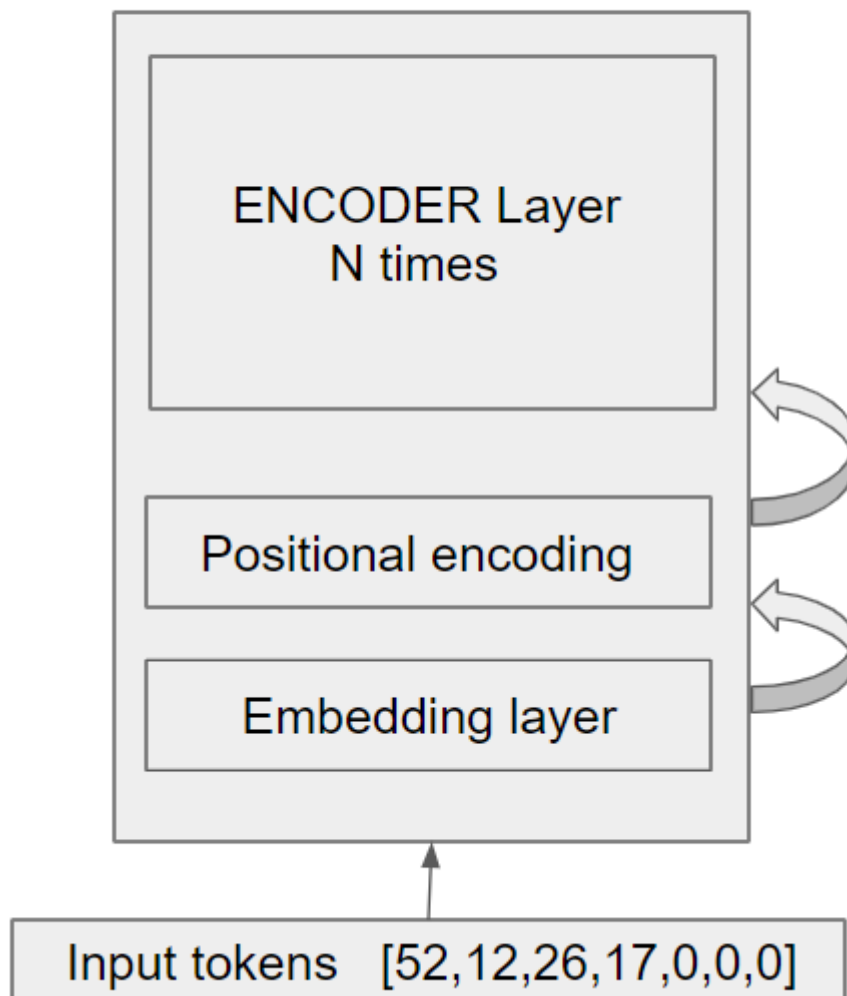 ENCODER Layer
N times
Positional encoding
Embedding layer
Input tokens [52,12,26,17,0,0,0]